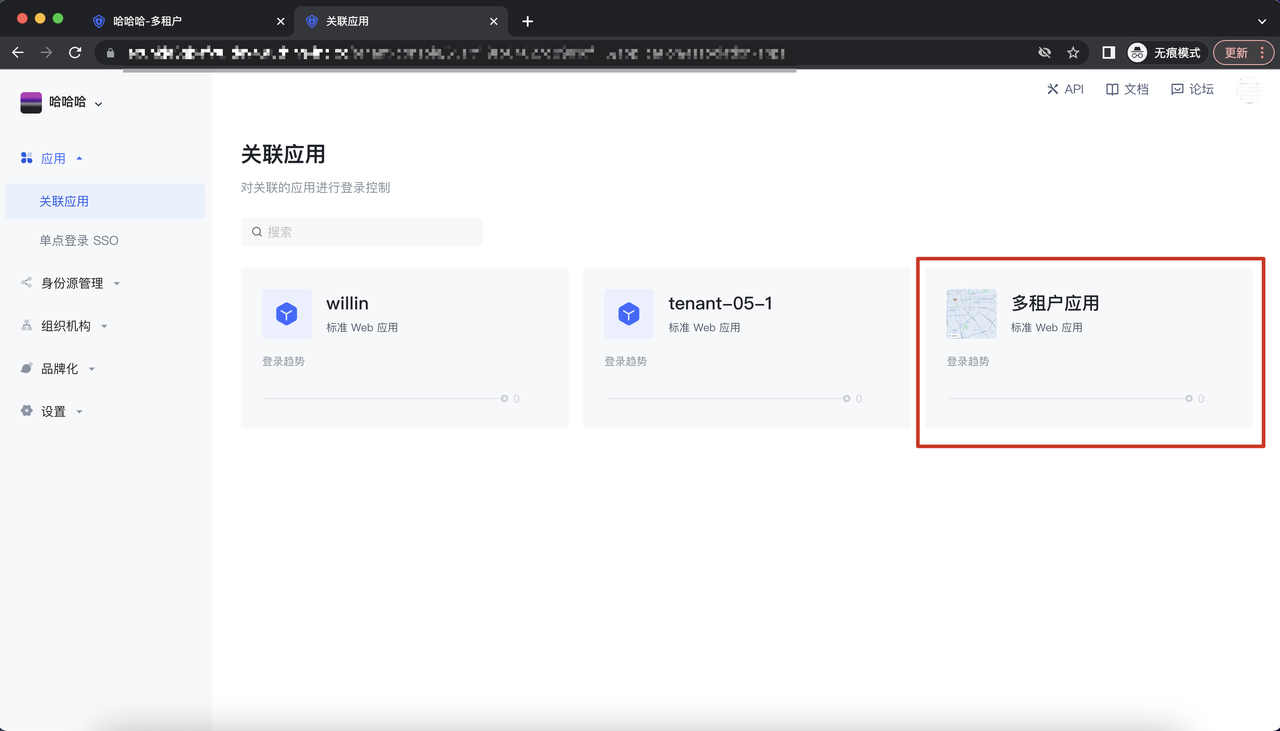 哈哈哈-多租户
关联应用
无痕模式
更新
哈哈哈
API
文档
论坛
应用
关联应用
单点登录 SSO
身份源管理
组织机构
品牌化
设置
关联应用
对关联的应用进行登录控制
搜索
willin
标准 Web 应用
登录趋势
0
tenant-05-1
标准 Web 应用
登录趋势
0
多租户应用
标准 Web 应用
登录趋势
0